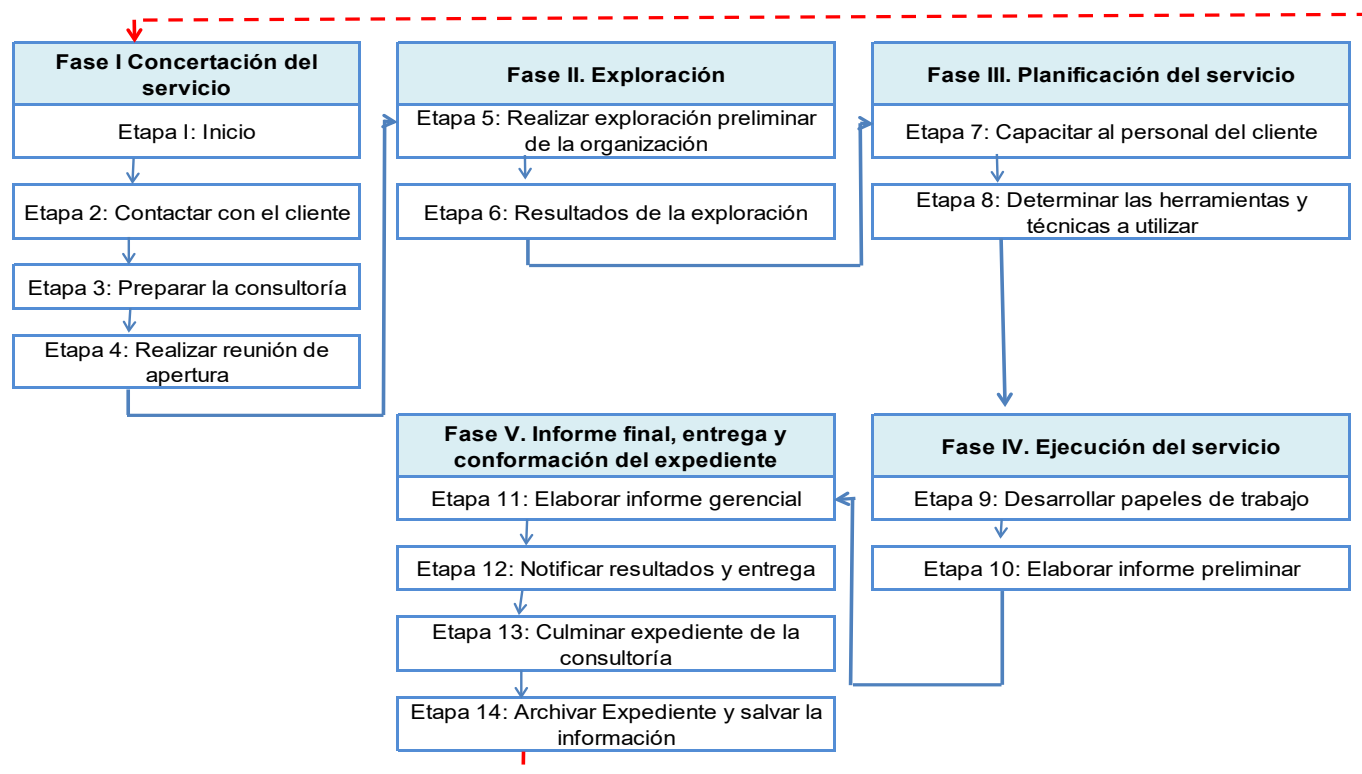 Fase I Concertación del
servicio
Etapa I: Inicio
Etapa 2: Contactar con el cliente
Etapa 3: Preparar la consultoría
Etapa 4: Realizar reunión de
apertura
Fase II. Exploración
Etapa 5: Realizar exploración preliminar
de la organización
Etapa 6: Resultados de la exploración
Fase III. Planificación del servicio
Etapa 7: Capacitar al personal del cliente
Etapa 8: Determinar las herramientas y
técnicas a utilizar
Fase IV. Ejecución del servicio
Etapa 9: Desarrollar papeles de trabajo
Etapa 10: Elaborar informe preliminar
Fase V. Informe final, entrega y
conformación del expediente
Etapa 11: Elaborar informe gerencial
Etapa 12: Notificar resultados y entrega
Etapa 13: Culminar expediente de la
consultoría
Etapa 14: Archivar Expediente y salvar la
información